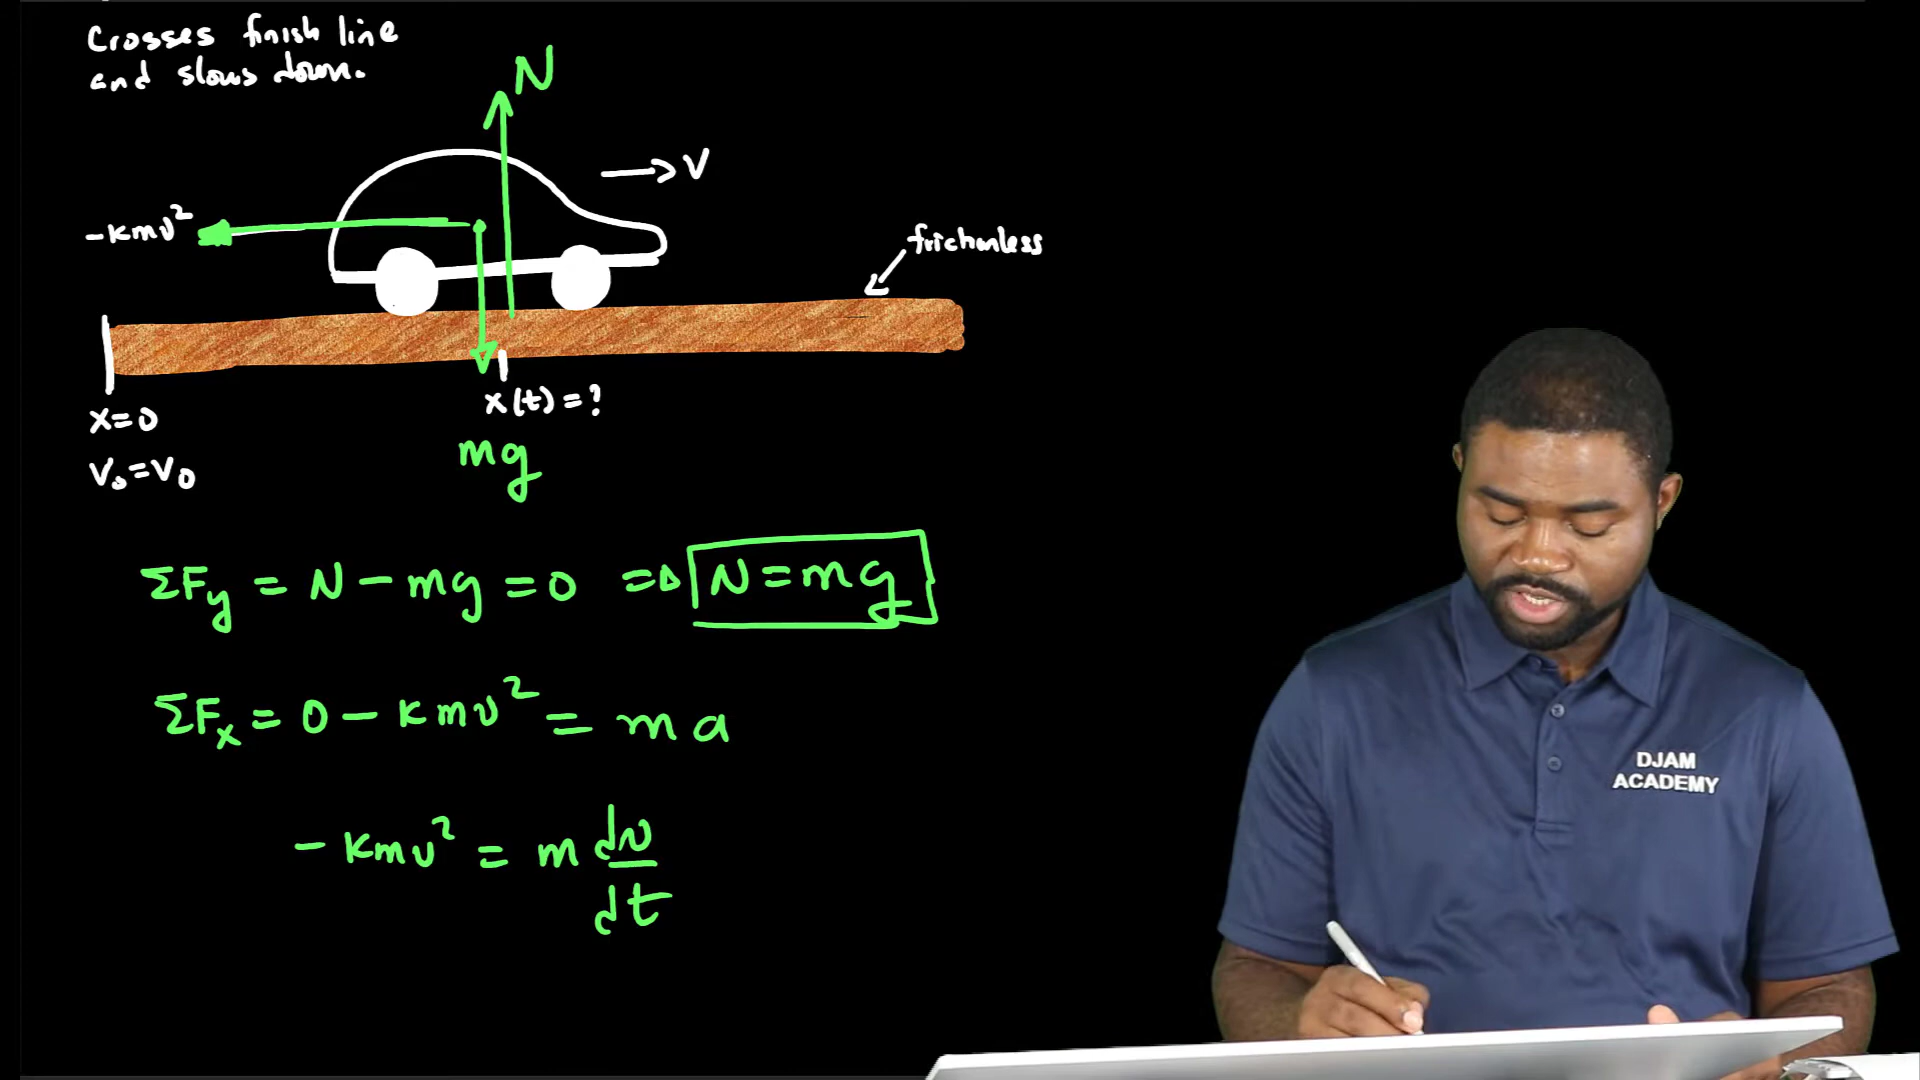 Crosses finish line
and slows down.
N
→ V
-kmv²
frictionless
x=0
x(t)=?
V₀=V₀
mg
ΣFy = N - mg = 0 ⇒ N = mg
ΣFx = 0 - kmv² = ma
-kmv² = m dv/dt
DJAM
ACADEMY